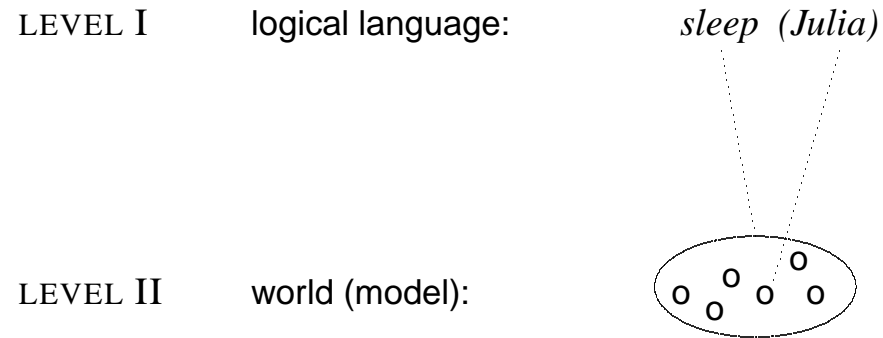 LEVEL I logical language: sleep (Julia)
o
o
o o o
o
LEVEL II world (model):